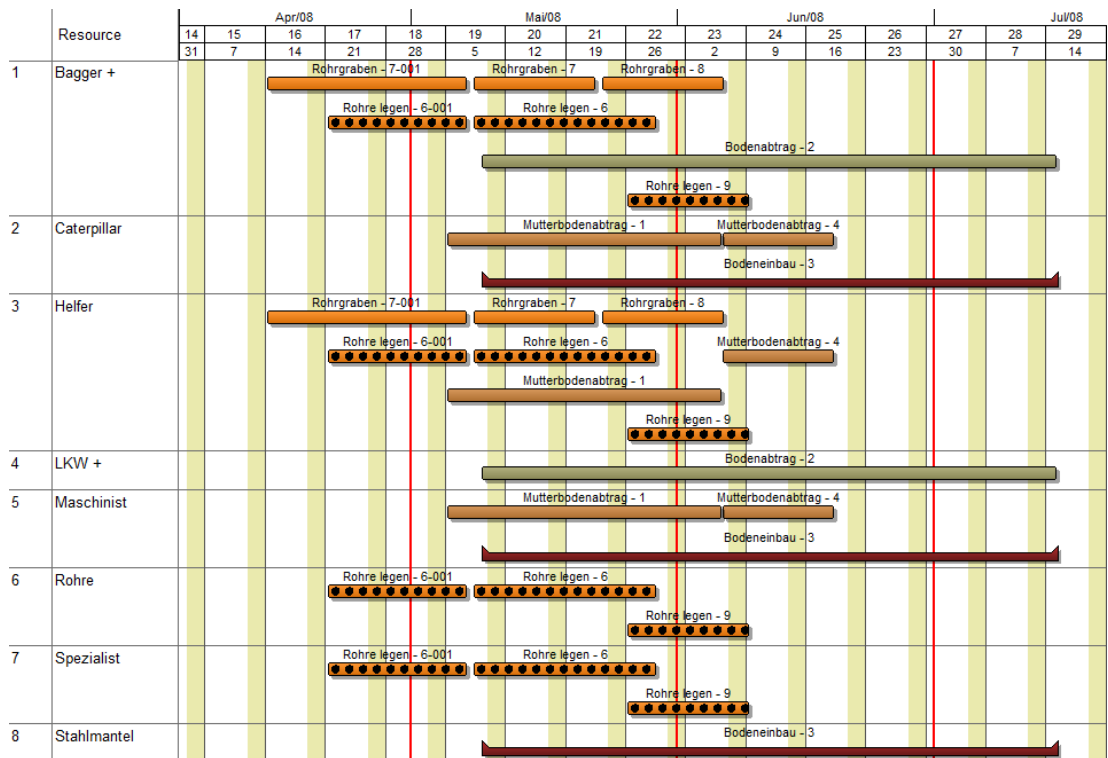 Apr/08 Mai/08 Jun/08 Jul/08
Resource 14 15 16 17 18 19 20 21 22 23 24 25 26 27 28 29
31 7 14 21 28 5 12 19 26 2 9 16 23 30 7 14
1 Bagger + Rohrgraben - 7-001 Rohrgraben - 7 Rohrgraben - 8
Rohre legen - 6-001 Rohre legen - 6
Bodenabtrag - 2
Rohre legen - 9
2 Caterpillar Mutterbodenabtrag - 1 Mutterbodenabtrag - 4
Bodeneinbau - 3
3 Helfer Rohrgraben - 7-001 Rohrgraben - 7 Rohrgraben - 8
Rohre legen - 6-001 Rohre legen - 6 Mutterbodenabtrag - 4
Mutterbodenabtrag - 1
Rohre legen - 9
4 LKW + Bodenabtrag - 2
5 Maschinist Mutterbodenabtrag - 1 Mutterbodenabtrag - 4
Bodeneinbau - 3
6 Rohre Rohre legen - 6-001 Rohre legen - 6
Rohre legen - 9
7 Spezialist Rohre legen - 6-001 Rohre legen - 6
Rohre legen - 9
8 Stahlmantel Bodeneinbau - 3